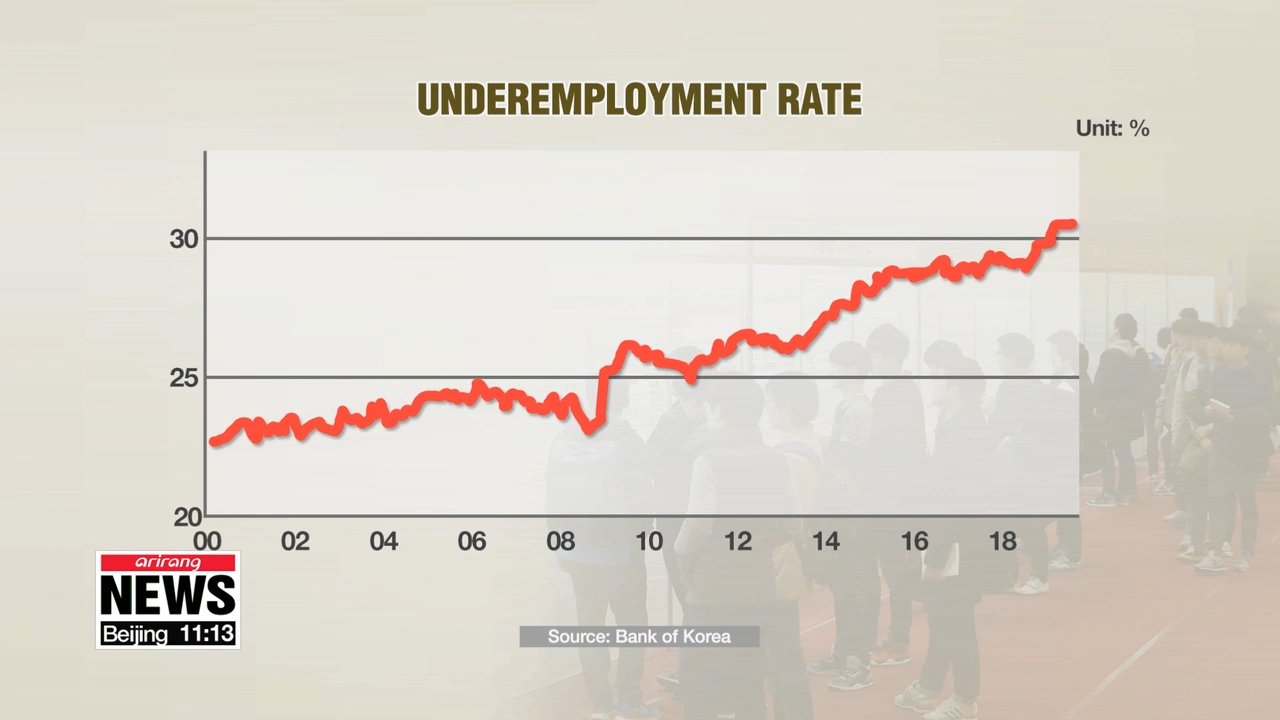 UNDEREMPLOYMENT RATE
Unit: %
30
25
20
00 02 04 06 08 10 12 14 16 18
arirang
NEWS
Beijing 11:13
Source: Bank of Korea